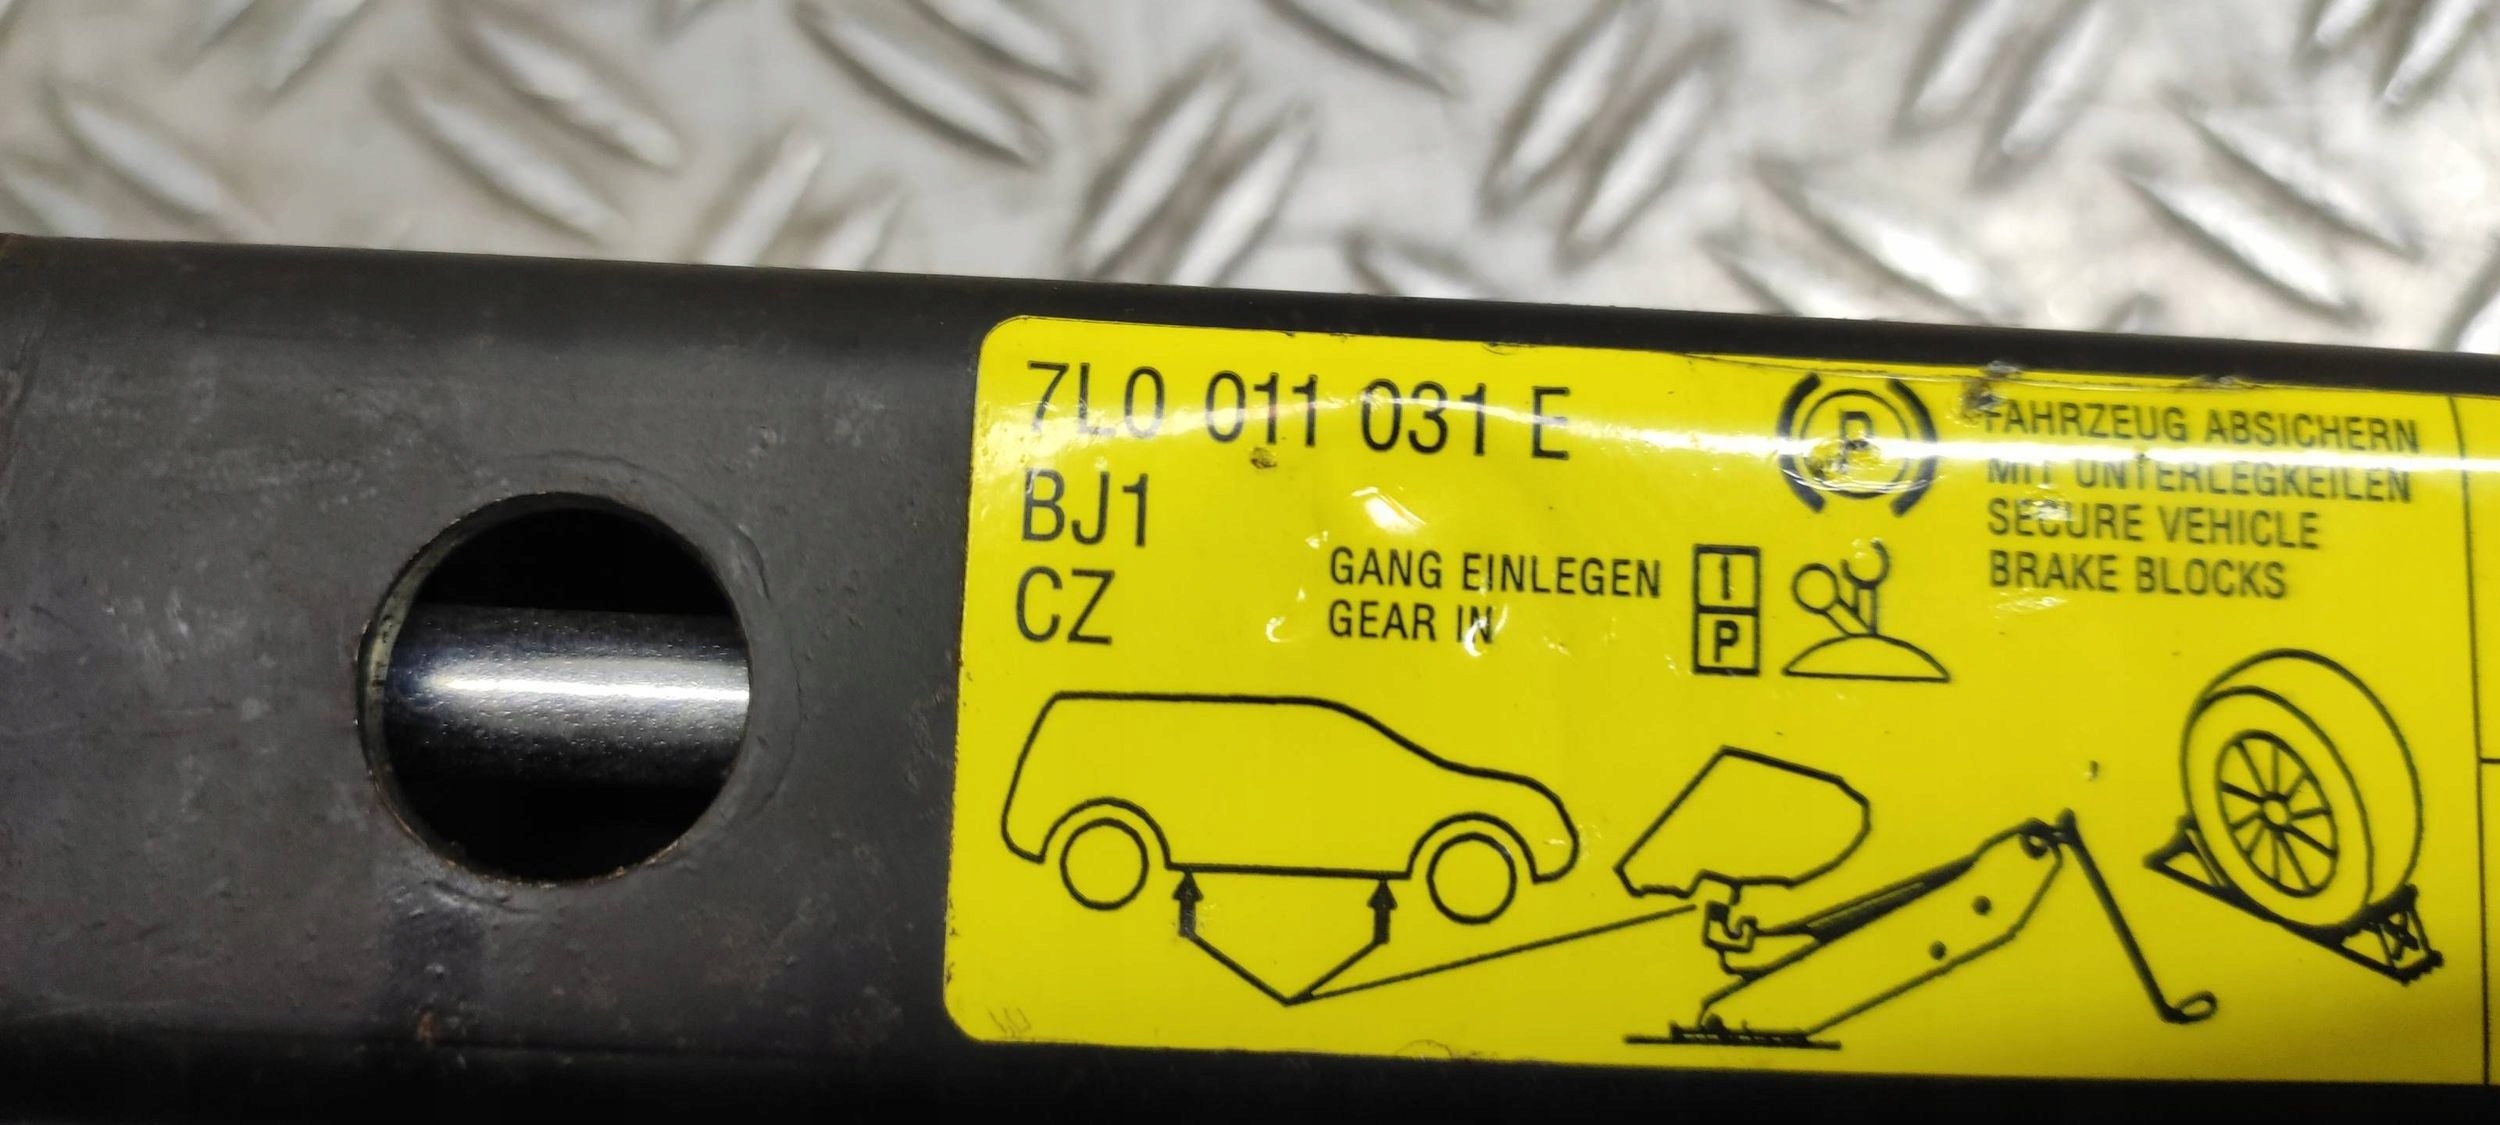 7L0 011 031 E
BJ1
CZ
GANG EINLEGEN
GEAR IN
I
P
P
FAHRZEUG ABSICHERN
MIT UNTERLEGKEILEN
SECURE VEHICLE
BRAKE BLOCKS